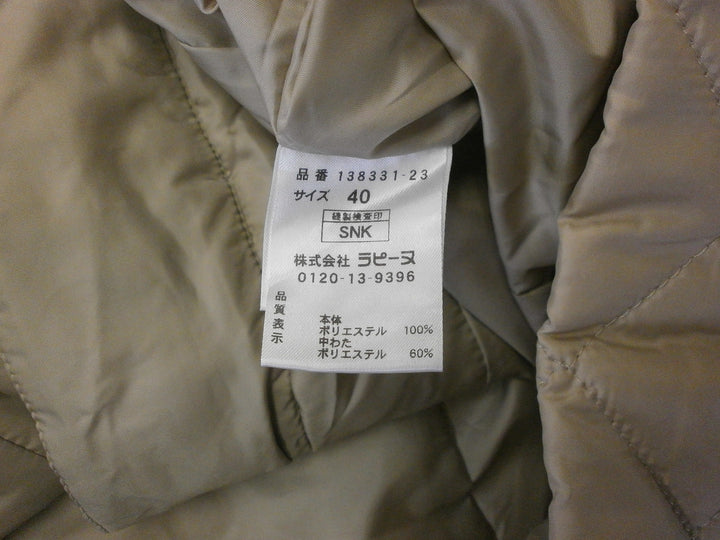 品番 138331-23
サイズ 40
縫製検査印
SNK
株式会社 ラピーヌ
0120-13-9396
品質表示
本体
ポリエステル 100%
中わた
ポリエステル 60%